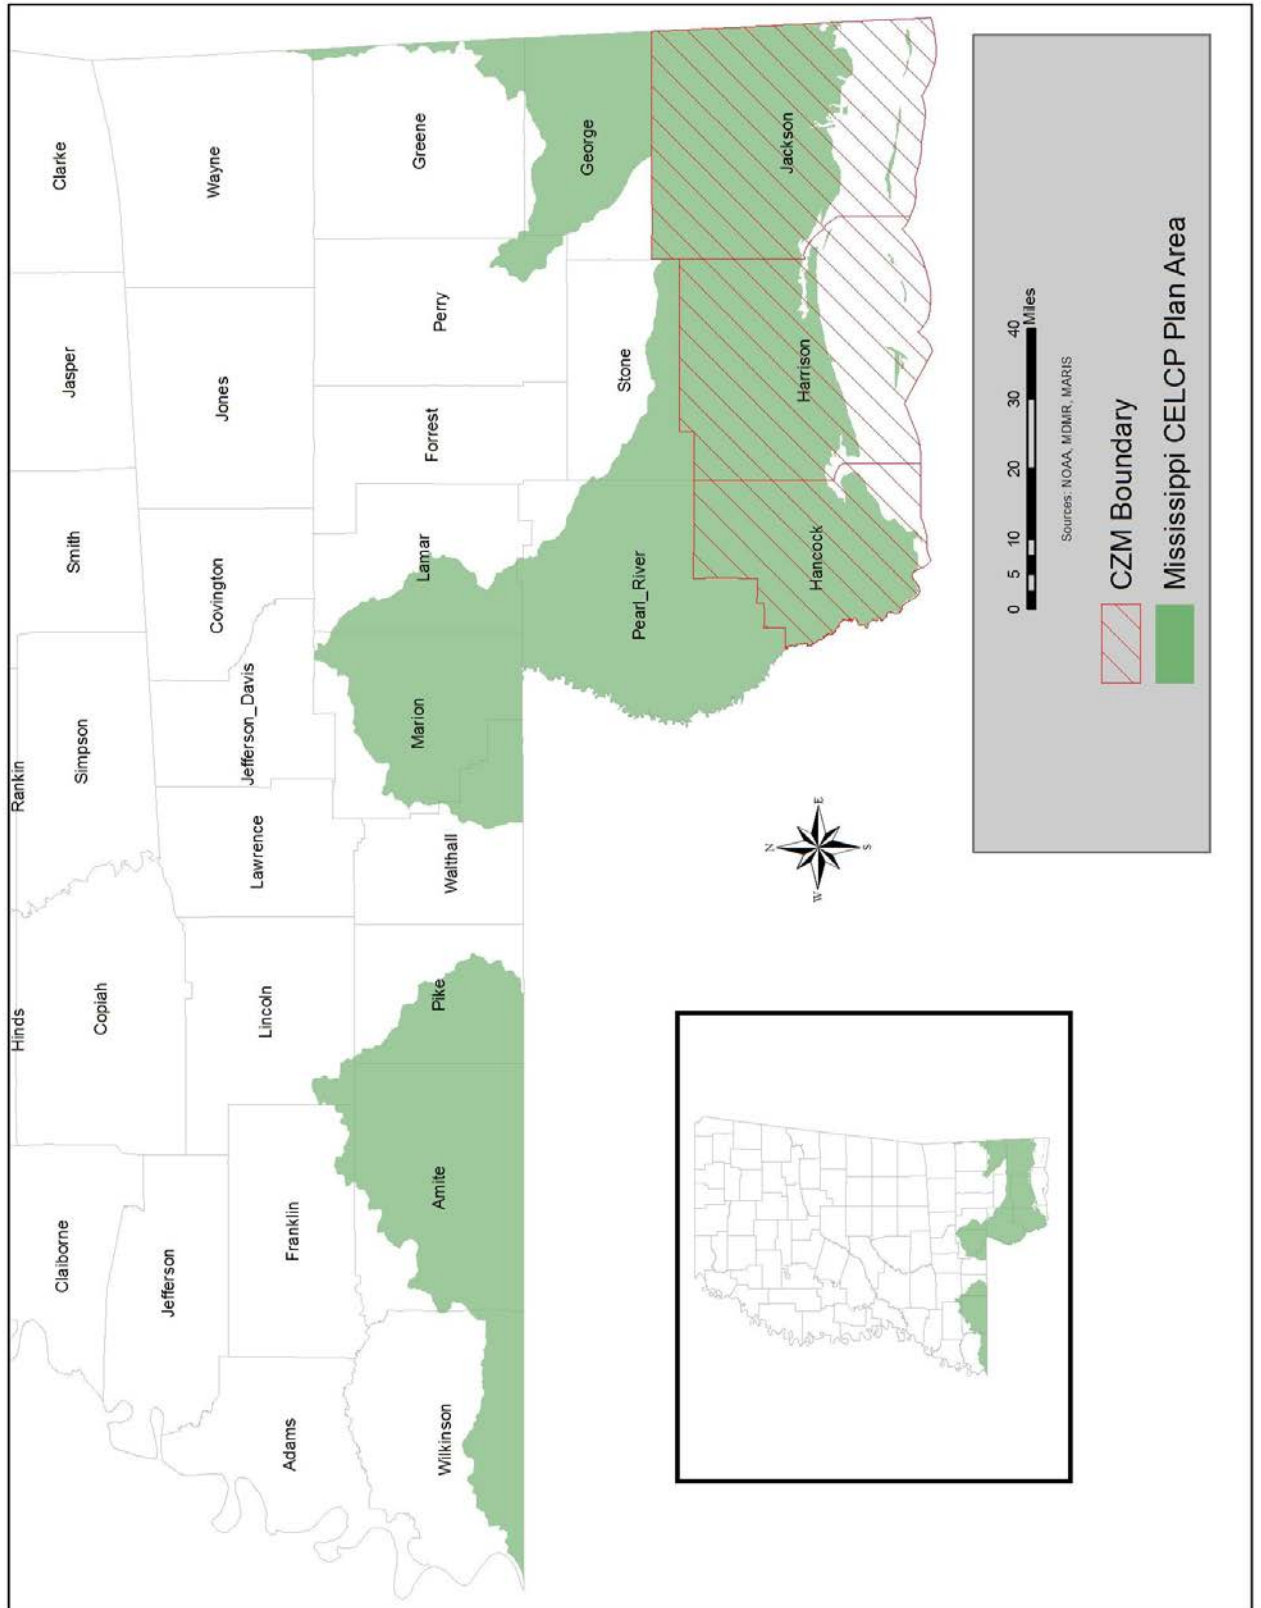 Hinds
Rankin
Claiborne
Copiah
Simpson
Smith
Jasper
Clarke
Jefferson
Lincoln
Lawrence
Jefferson_Davis
Covington
Jones
Wayne
Adams
Franklin
Wilkinson
Amite
Pike
Walthall
Marion
Lamar
Forrest
Perry
Greene
Pearl_River
Stone
George
Hancock
Harrison
Jackson
N
W
E
S
0 5 10 20 30 40
Miles
Sources: NOAA, MDMR, MARIS
CZM Boundary
Mississippi CELCP Plan Area